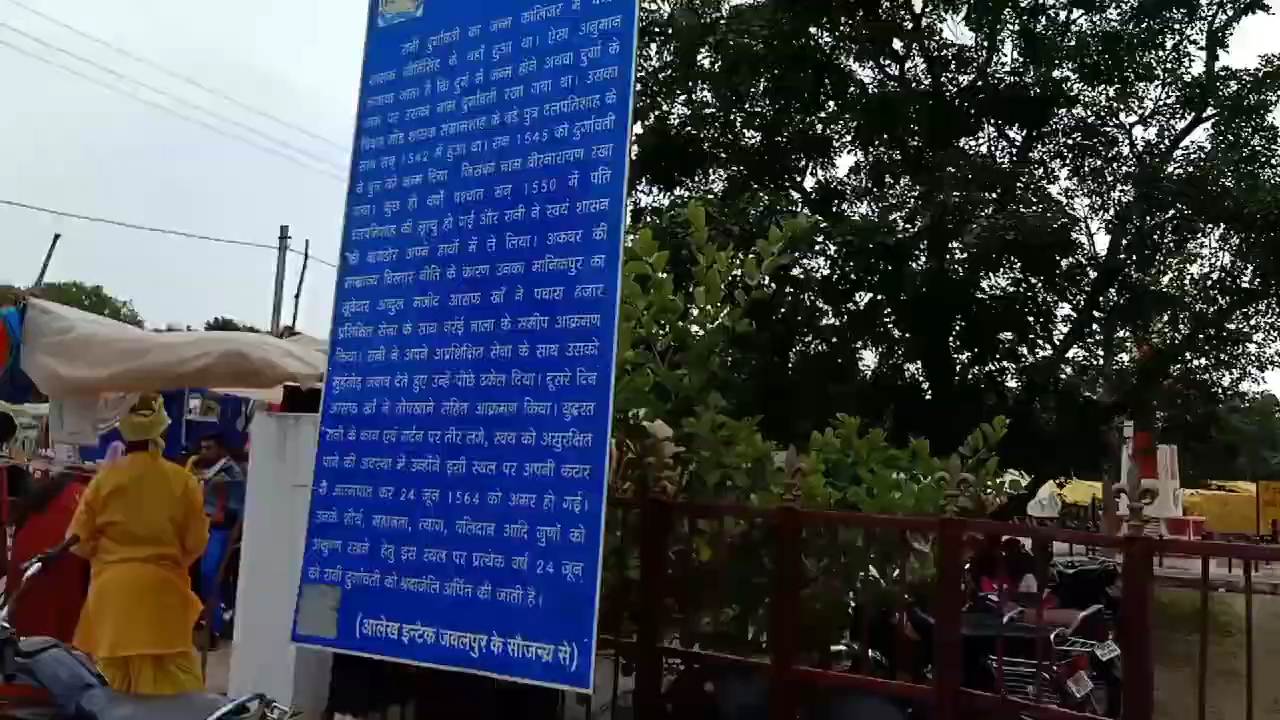 रानी दुर्गावती का जन्म कालिंजर में
शासक कीर्तिसिंह के यहाँ हुआ था। ऐसा अनुमान
लगाया जाता है कि दुर्ग में जन्म होने अथवा दुर्गा के
नाम पर उसका नाम दुर्गावती रखा गया था। उसका
विवाह गोंड शासक संग्रामशाह के बड़े पुत्र दलपतिशाह के
साथ सन् 1542 में हुआ था। सन् 1545 को दुर्गावती
ने पुत्र को जन्म दिया जिसका नाम वीरनारायण रखा
गया। कुछ ही वर्षों पश्चात सन् 1550 में पति
दलपतिशाह की मृत्यु हो गई और रानी ने स्वयं शासन
की बागडोर अपने हाथों में ले लिया। अकबर की
साम्राज्य विस्तार नीति के कारण उनका मानिकपुर का
सूबेदार अब्दुल मजीट आसफ खाँ ने पचास हजार
प्रशिक्षित सेना के साथ नर्रई नाला के समीप आक्रमण
किया। रानी ने अपने अप्रशिक्षित सेना के साथ उसको
मुंहतोड़ जवाब देते हुए उन्हें पीछे ढकेल दिया। दूसरे दिन
आसफ खाँ ने तोपखाने सहित आक्रमण किया। युद्धरत
रानी के कान एवं गर्दन पर तीर लगे, स्वयं को असुरक्षित
पाने की अवस्था में उन्होंने इसी स्थल पर अपनी कटार
से आत्मघात कर 24 जून 1564 को अमर हो गई।
उनके शौर्य, महानता, त्याग, बलिदान आदि गुणों को
अक्षुण्ण रखने हेतु इस स्थल पर प्रत्येक वर्ष 24 जून
को रानी दुर्गावती को श्रद्धांजलि अर्पित की जाती है।
(आलेख इन्टैक जबलपुर के सौजन्य से)